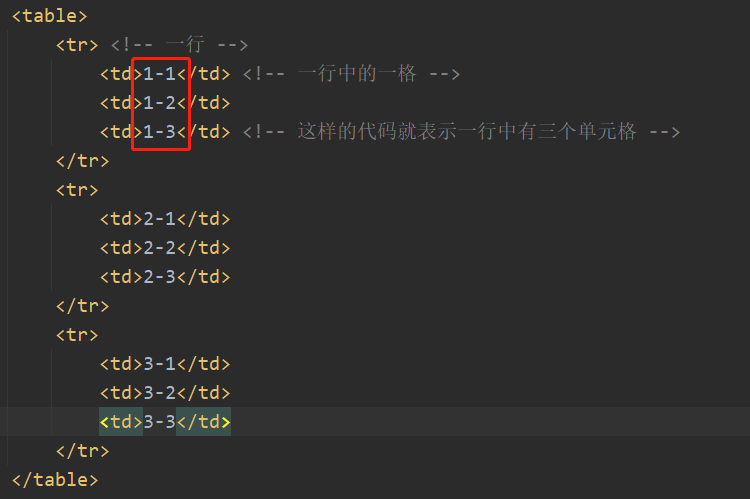 <table>
<tr> <!-- 一行 -->
<td>1-1</td> <!-- 一行中的一格 -->
<td>1-2</td>
<td>1-3</td> <!-- 这样的代码就表示一行中有三个单元格 -->
</tr>
<tr>
<td>2-1</td>
<td>2-2</td>
<td>2-3</td>
</tr>
<tr>
<td>3-1</td>
<td>3-2</td>
<td>3-3</td>
</tr>
</table>